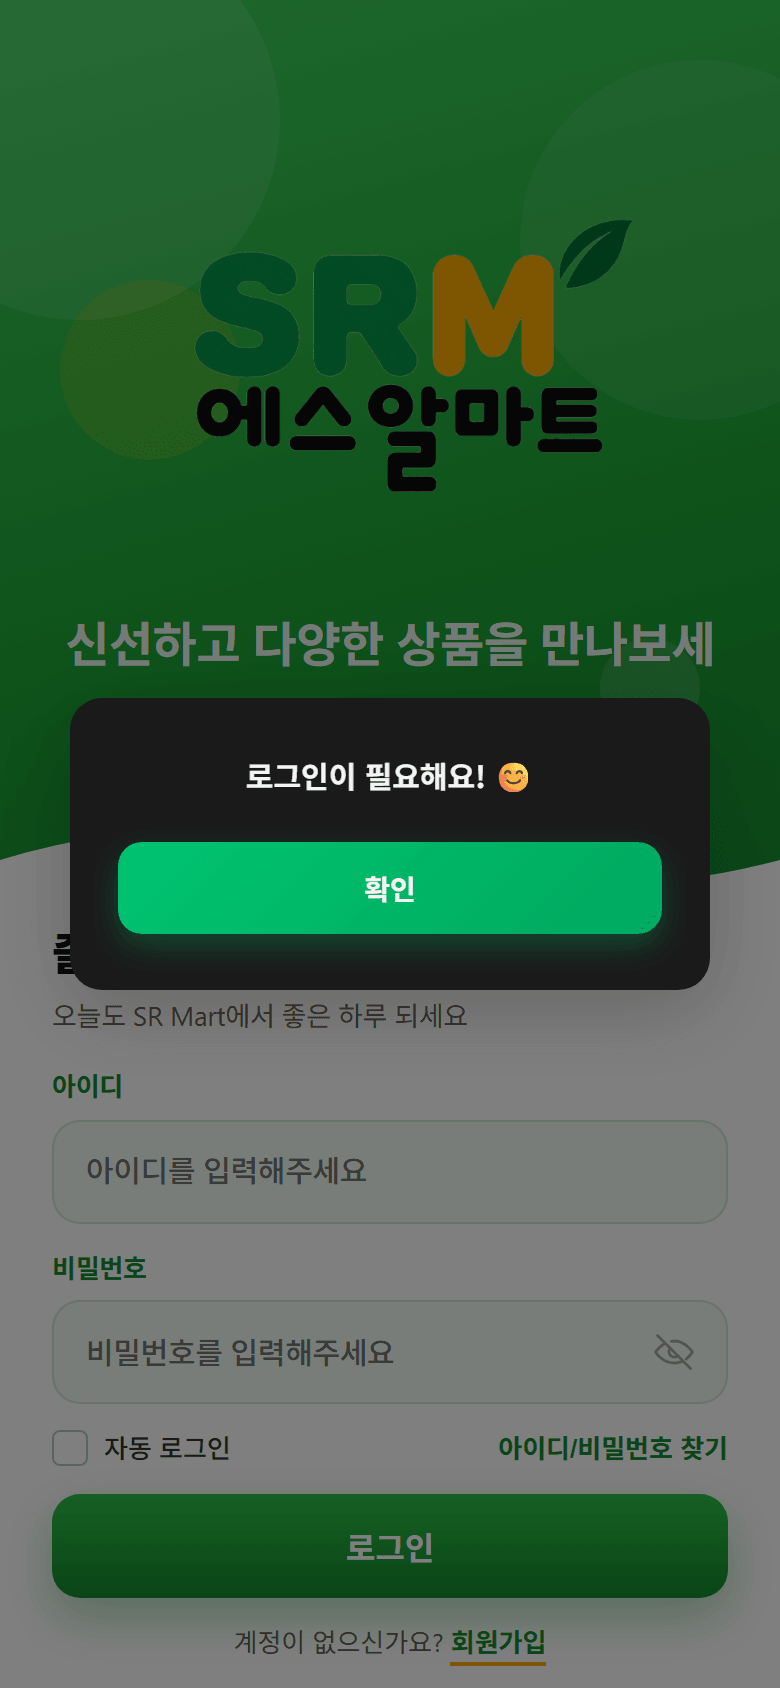 SRM
에스알마트
신선하고 다양한 상품을 만나보세
로그인이 필요해요! 😊
확인
오늘도 SR Mart에서 좋은 하루 되세요
아이디
아이디를 입력해주세요
비밀번호
비밀번호를 입력해주세요
자동 로그인
아이디/비밀번호 찾기
로그인
계정이 없으신가요? 회원가입